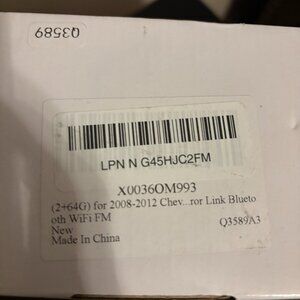 Q3589
LPN N G45HJC2FM
X0036OM993
(2+64G) for 2008-2012 Chev...ror Link Blueto
oth WiFi FM
New
Q3589A3
Made In China